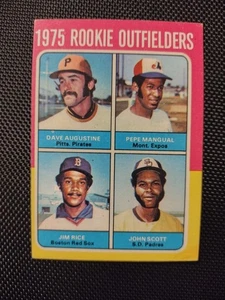 1975 ROOKIE OUTFIELDERS
DAVE AUGUSTINE
Pitts. Pirates
PEPE MANGUAL
Mont. Expos
JIM RICE
Boston Red Sox
JOHN SCOTT
S.D. Padres